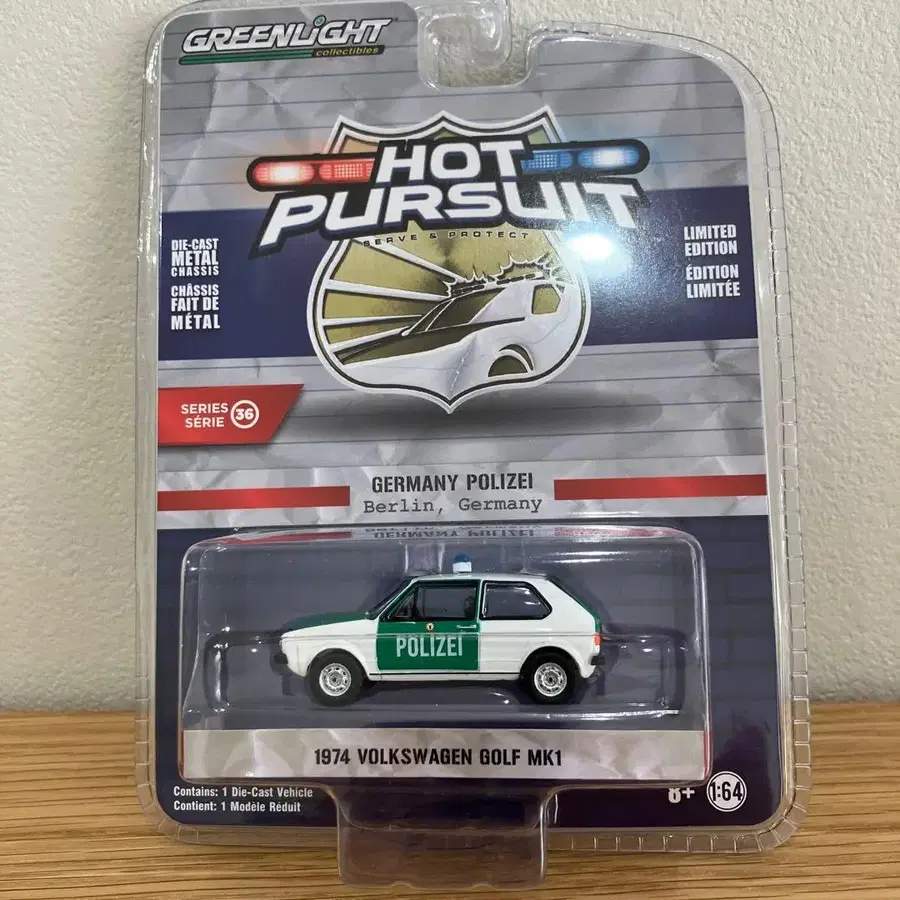 GREENLIGHT
collectibles
HOT
PURSUIT
SERVE & PROTECT
DIE-CAST
METAL
CHASSIS
CHÂSSIS
FAIT DE
MÉTAL
LIMITED
EDITION
ÉDITION
LIMITÉE
SERIES
SÉRIE
36
GERMANY POLIZEI
Berlin, Germany
GERMANY POLIZEI
POLIZEI
1974 VOLKSWAGEN GOLF MK1
Contains: 1 Die-Cast Vehicle
Contient: 1 Modèle Réduit
8+
1:64